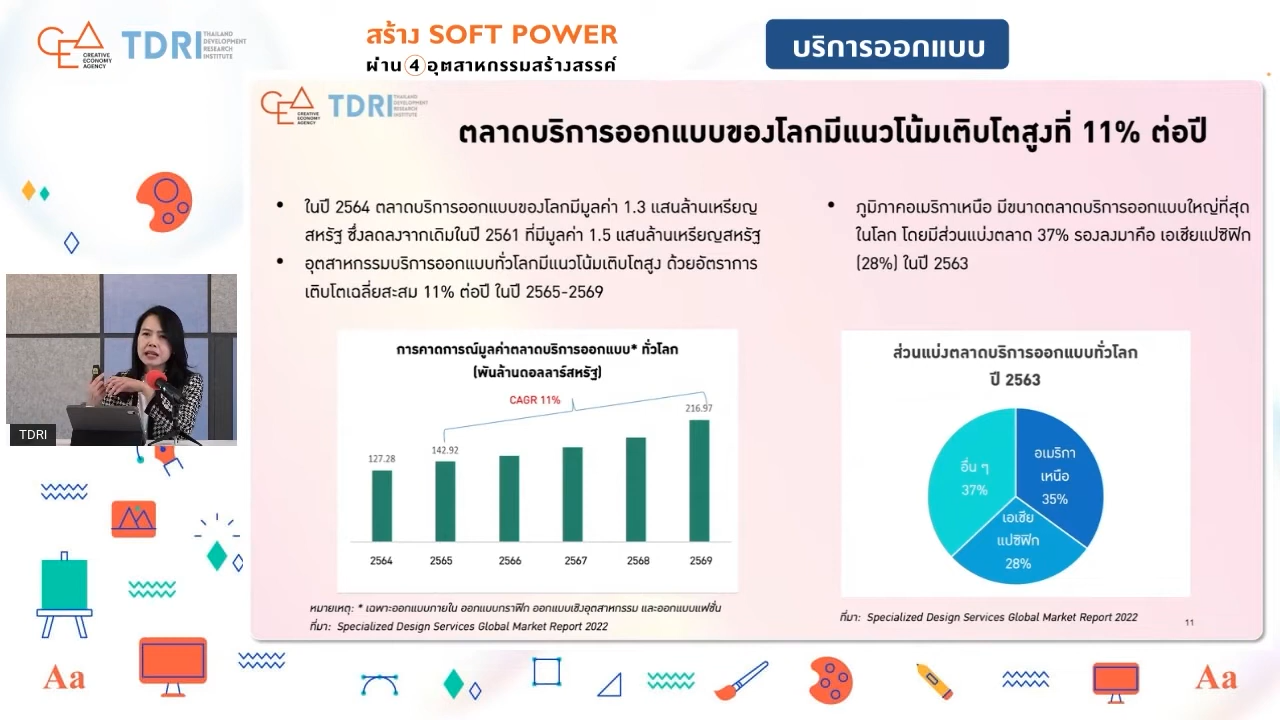 CEA
CREATIVE
ECONOMY
AGENCY
TDRI
THAILAND
DEVELOPMENT
RESEARCH
INSTITUTE
สร้าง SOFT POWER
ผ่าน 4 อุตสาหกรรมสร้างสรรค์
บริการออกแบบ
CEA
CREATIVE
ECONOMY
AGENCY
TDRI
THAILAND
DEVELOPMENT
RESEARCH
INSTITUTE
ตลาดบริการออกแบบของโลกมีแนวโน้มเติบโตสูงที่ 11% ต่อปี
• ในปี 2564 ตลาดบริการออกแบบของโลกมีมูลค่า 1.3 แสนล้านเหรียญ
สหรัฐ ซึ่งลดลงจากเดิมในปี 2561 ที่มีมูลค่า 1.5 แสนล้านเหรียญสหรัฐ
• อุตสาหกรรมบริการออกแบบทั่วโลกมีแนวโน้มเติบโตสูง ด้วยอัตราการ
เติบโตเฉลี่ยสะสม 11% ต่อปี ในปี 2565-2569
• ภูมิภาคอเมริกาเหนือ มีขนาดตลาดบริการออกแบบใหญ่ที่สุด
ในโลก โดยมีส่วนแบ่งตลาด 37% รองลงมาคือ เอเชียแปซิฟิก
(28%) ในปี 2563
การคาดการณ์มูลค่าตลาดบริการออกแบบ* ทั่วโลก
(พันล้านดอลลาร์สหรัฐ)
CAGR 11%
127.28
142.92
216.97
2564 2565 2566 2567 2568 2569
หมายเหตุ: * เฉพาะออกแบบภายใน ออกแบบกราฟิก ออกแบบเชิงอุตสาหกรรม และออกแบบแฟชั่น
ที่มา: Specialized Design Services Global Market Report 2022
ส่วนแบ่งตลาดบริการออกแบบทั่วโลก
ปี 2563
อเมริกา
เหนือ
35%
อื่น ๆ
37%
เอเชีย
แปซิฟิก
28%
ที่มา: Specialized Design Services Global Market Report 2022
11
TDRI
Aa
Aa